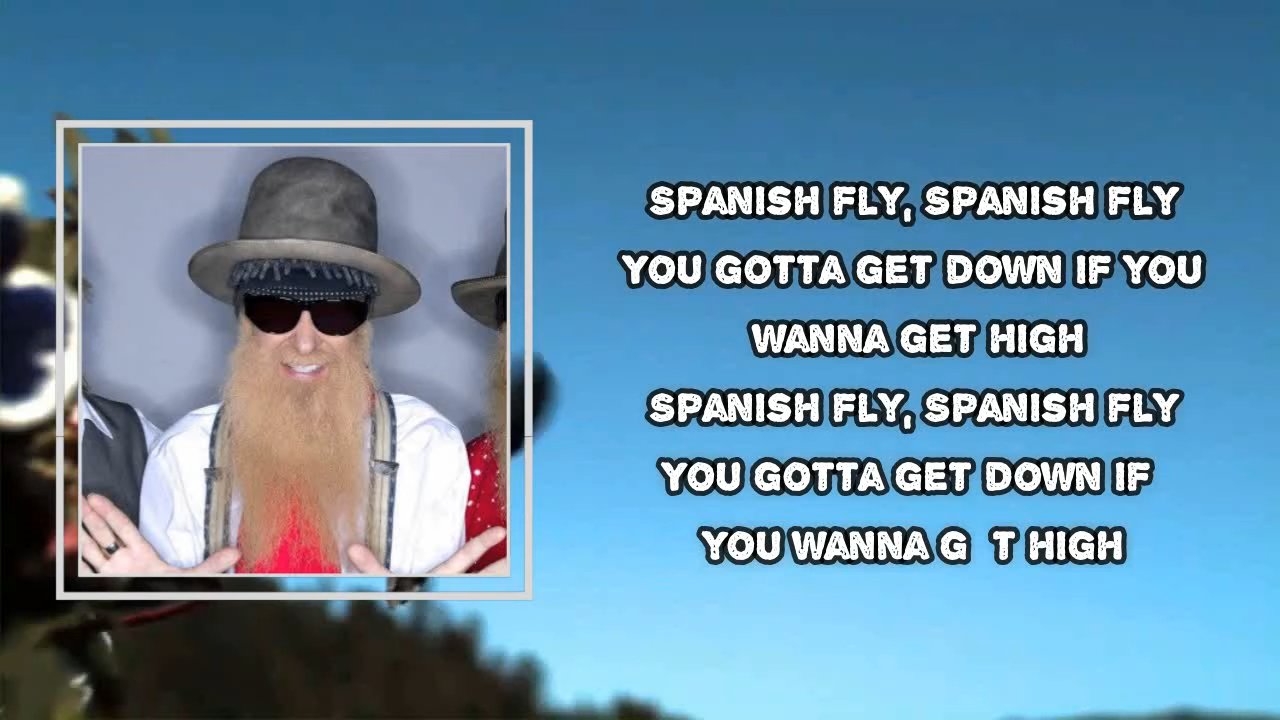 SPANISH FLY, SPANISH FLY
YOU GOTTA GET DOWN IF YOU
WANNA GET HIGH
SPANISH FLY, SPANISH FLY
YOU GOTTA GET DOWN IF
YOU WANNA G T HIGH